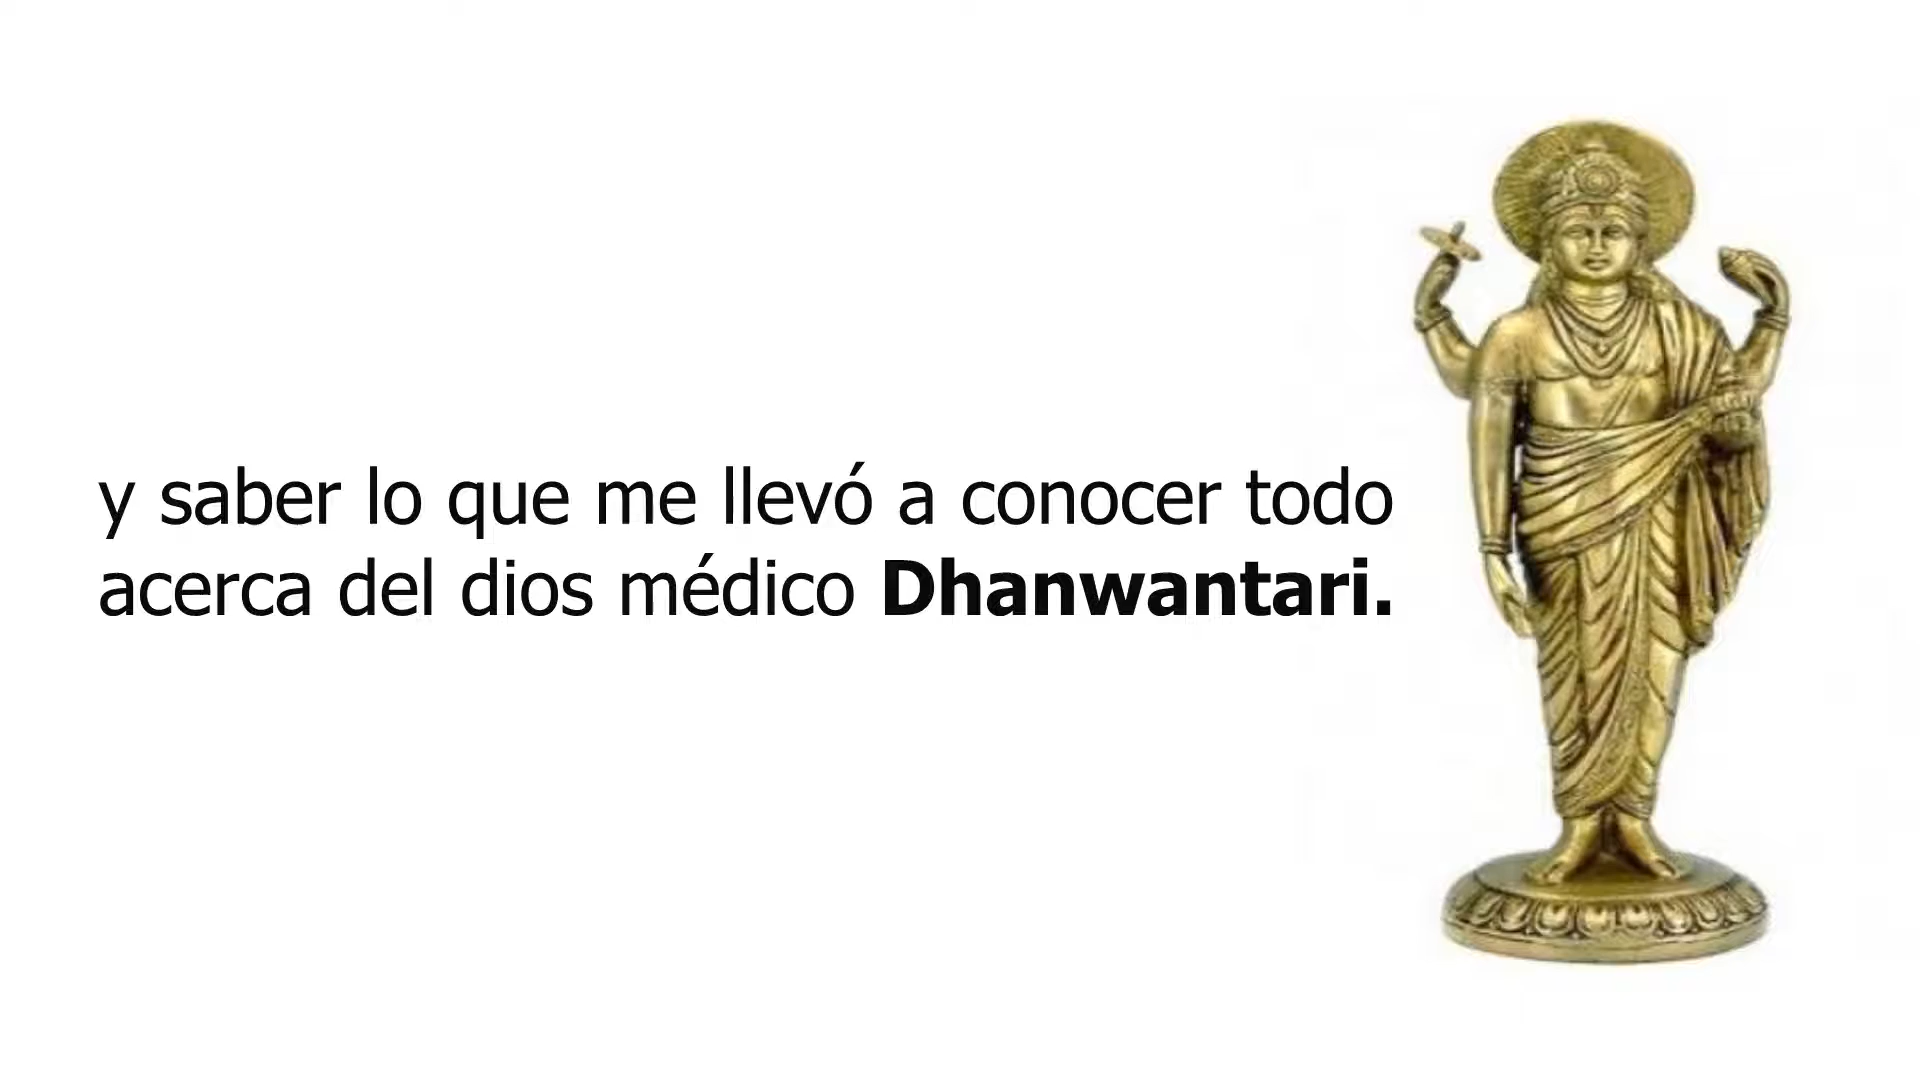 y saber lo que me llevó a conocer todo
acerca del dios médico Dhanwantari.